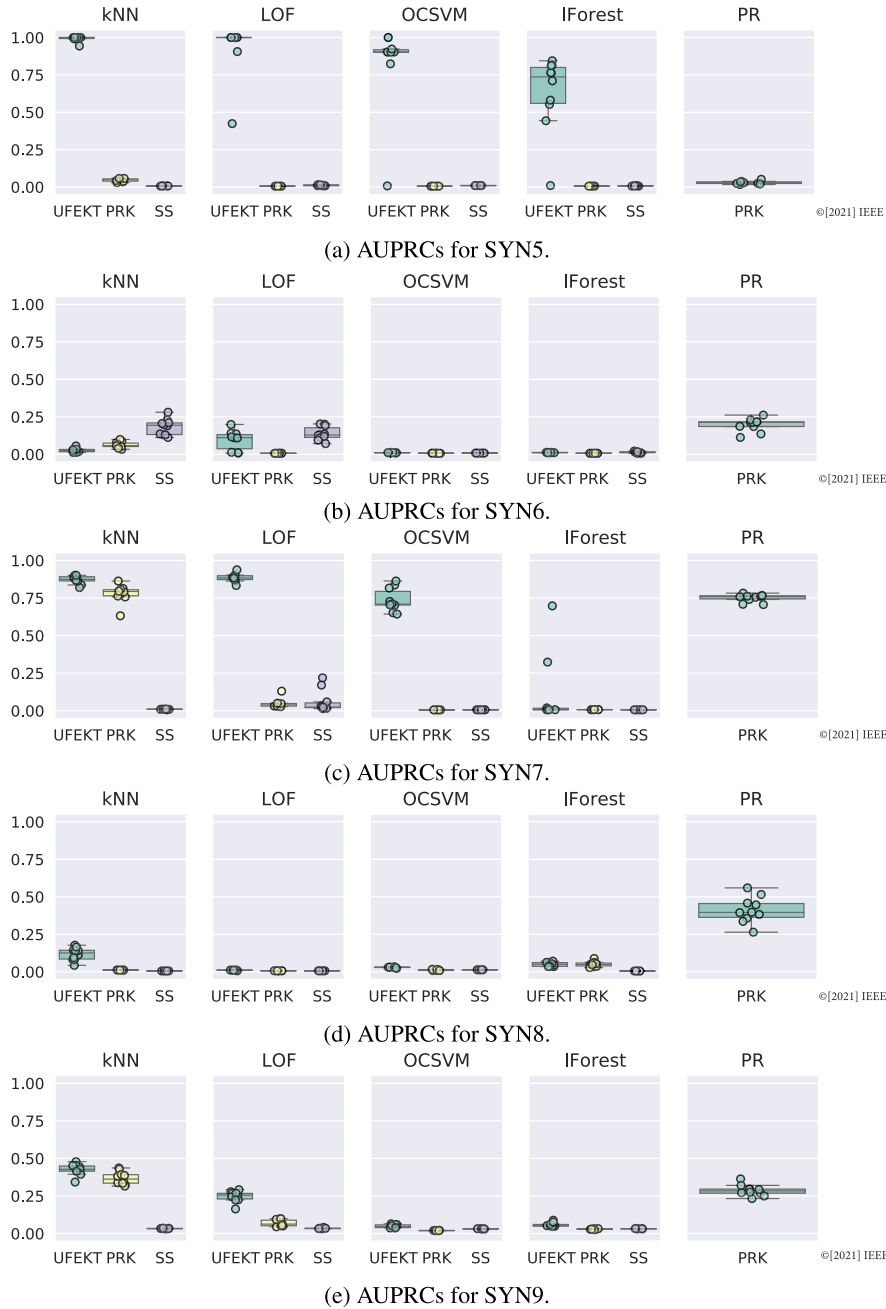 kNN LOF OCSVM IForest PR
1.00
0.75
0.50
0.25
0.00
UFEKT PRK SS UFEKT PRK SS UFEKT PRK SS UFEKT PRK SS PRK ©[2021] IEEE
(a) AUPRCs for SYN5.
kNN LOF OCSVM IForest PR
1.00
0.75
0.50
0.25
0.00
UFEKT PRK SS UFEKT PRK SS UFEKT PRK SS UFEKT PRK SS PRK ©[2021] IEEE
(b) AUPRCs for SYN6.
kNN LOF OCSVM IForest PR
1.00
0.75
0.50
0.25
0.00
UFEKT PRK SS UFEKT PRK SS UFEKT PRK SS UFEKT PRK SS PRK ©[2021] IEEE
(c) AUPRCs for SYN7.
kNN LOF OCSVM IForest PR
1.00
0.75
0.50
0.25
0.00
UFEKT PRK SS UFEKT PRK SS UFEKT PRK SS UFEKT PRK SS PRK ©[2021] IEEE
(d) AUPRCs for SYN8.
kNN LOF OCSVM IForest PR
1.00
0.75
0.50
0.25
0.00
UFEKT PRK SS UFEKT PRK SS UFEKT PRK SS UFEKT PRK SS PRK ©[2021] IEEE
(e) AUPRCs for SYN9.